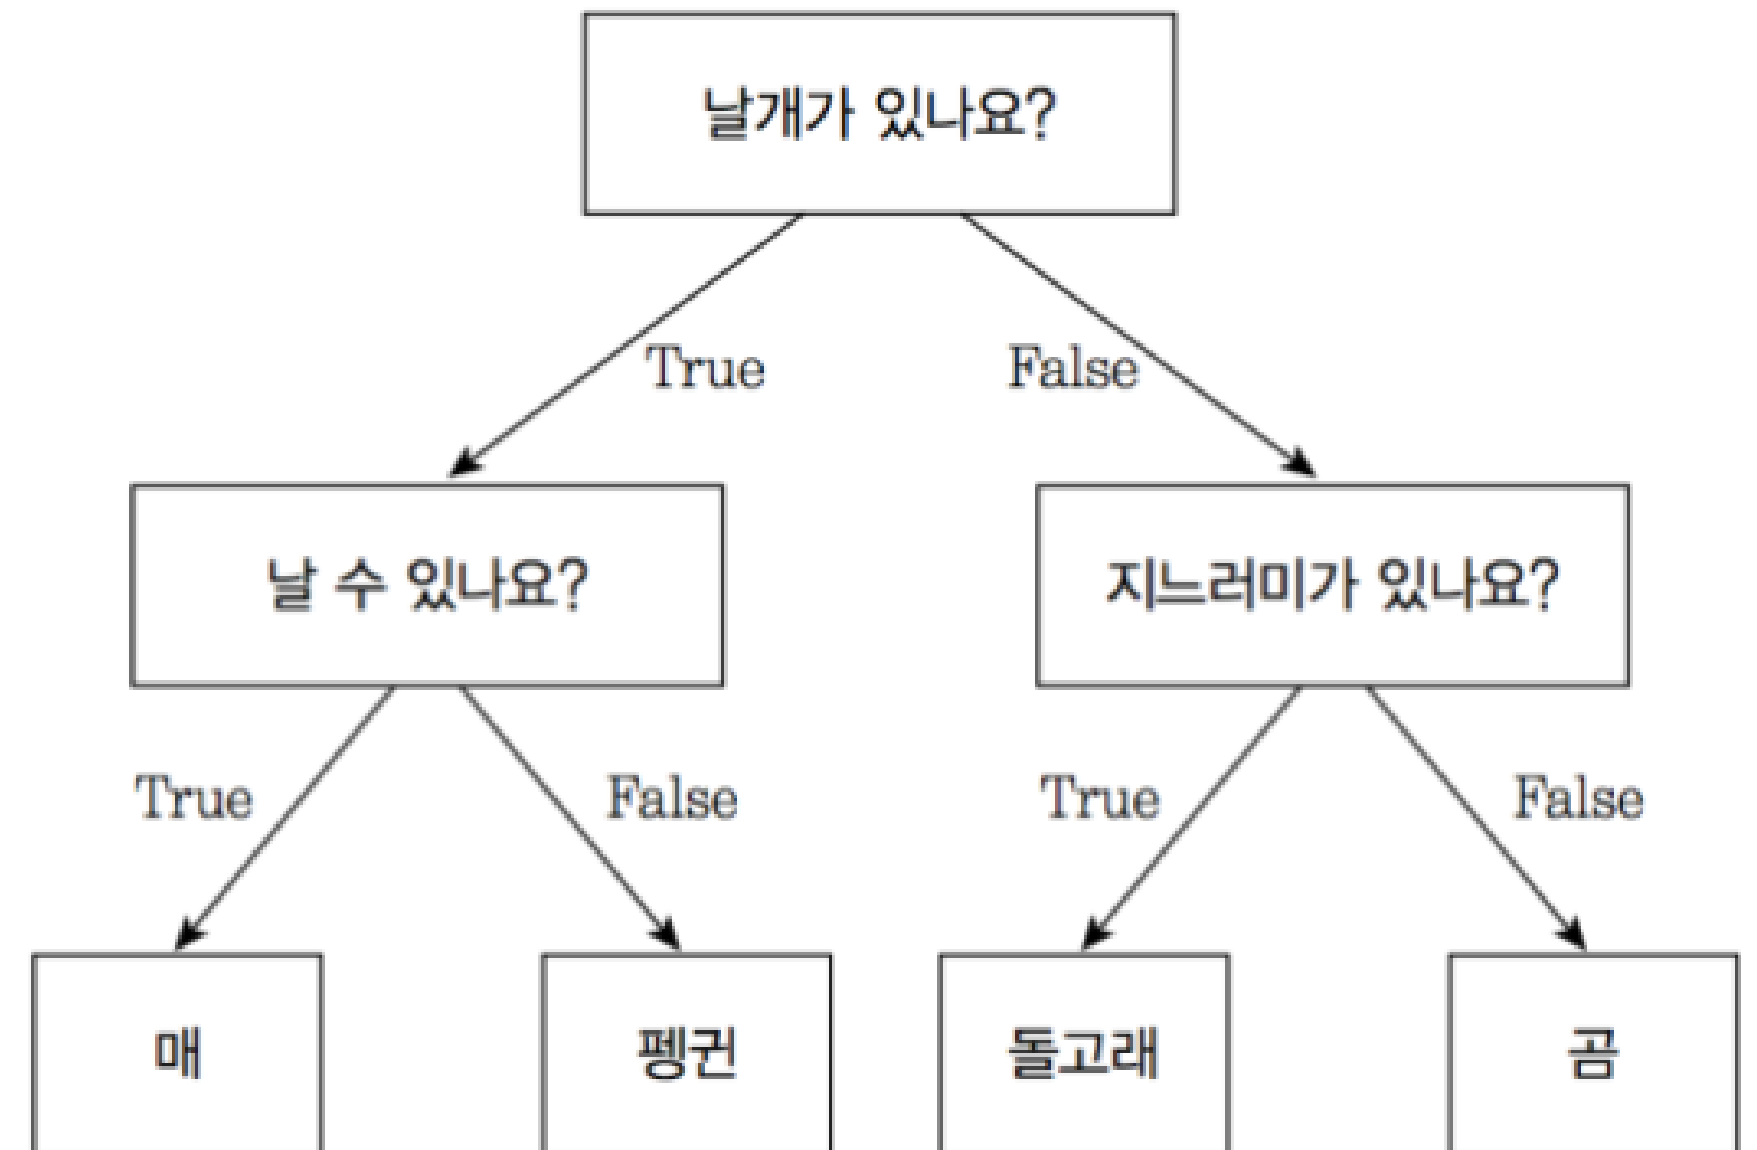 날개가 있나요?
True
False
날 수 있나요?
지느러미가 있나요?
True
False
True
False
매
펭귄
돌고래
곰